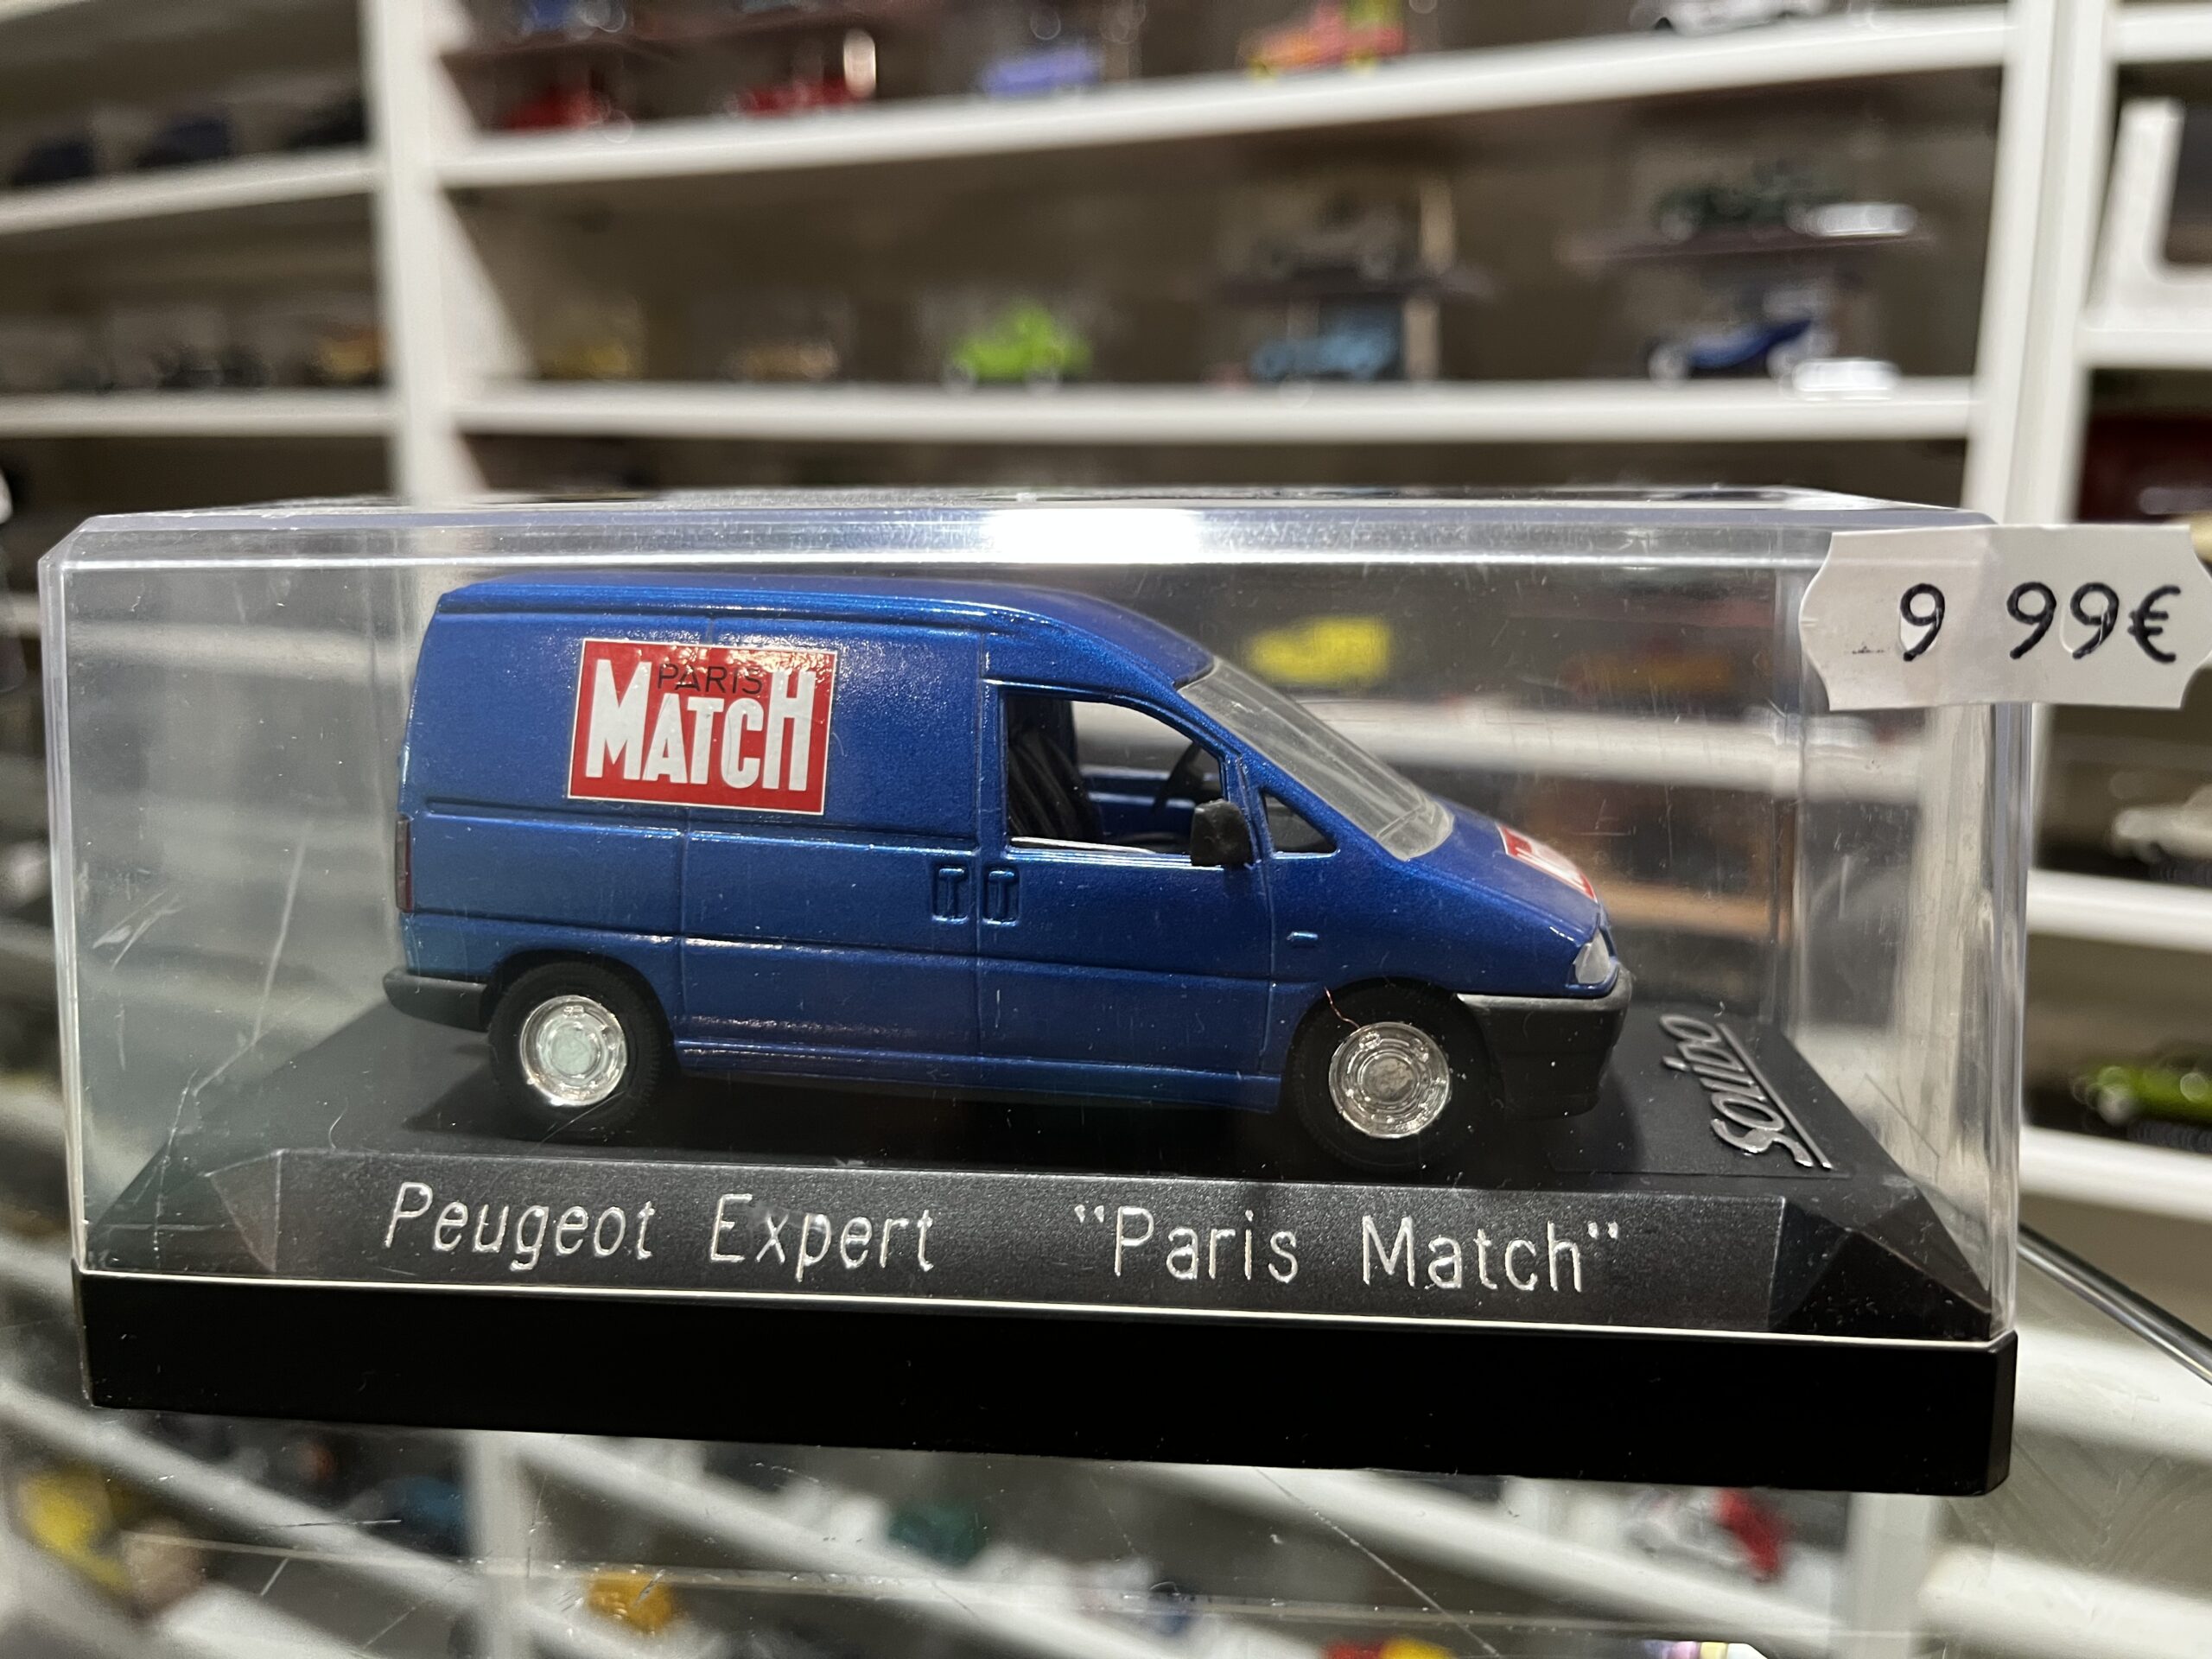 9 99€
PARIS
MATCH
solido
Peugeot Expert "Paris Match"